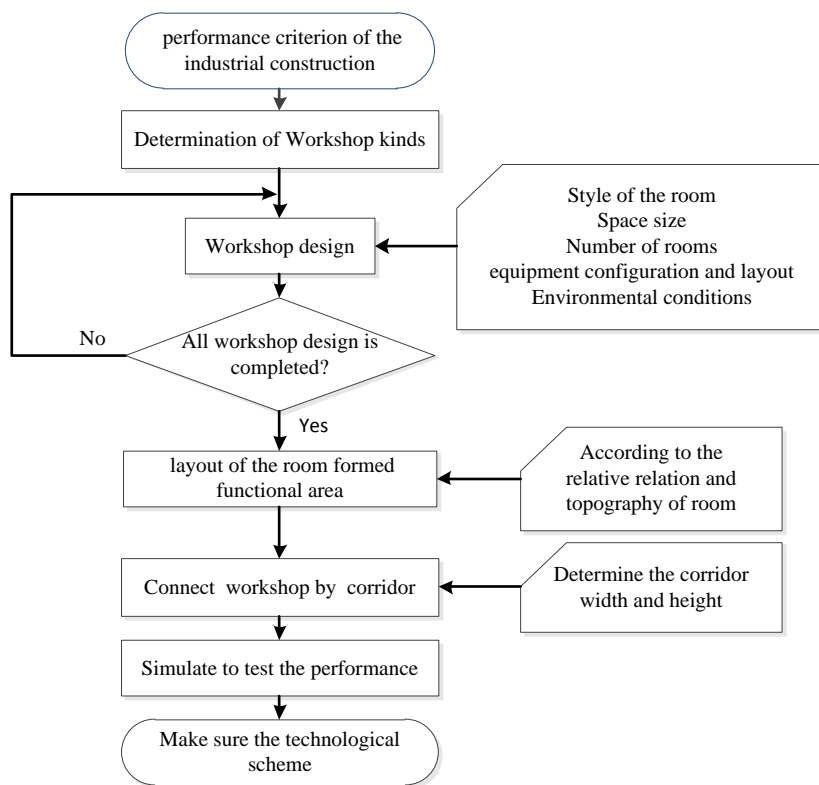 performance criterion of the
industrial construction
Determination of Workshop kinds
Style of the room
Space size
Number of rooms
equipment configuration and layout
Environmental conditions
Workshop design
No
All workshop design is
completed?
Yes
layout of the room formed
functional area
According to the
relative relation and
topography of room
Connect workshop by corridor
Determine the corridor
width and height
Simulate to test the performance
Make sure the technological
scheme